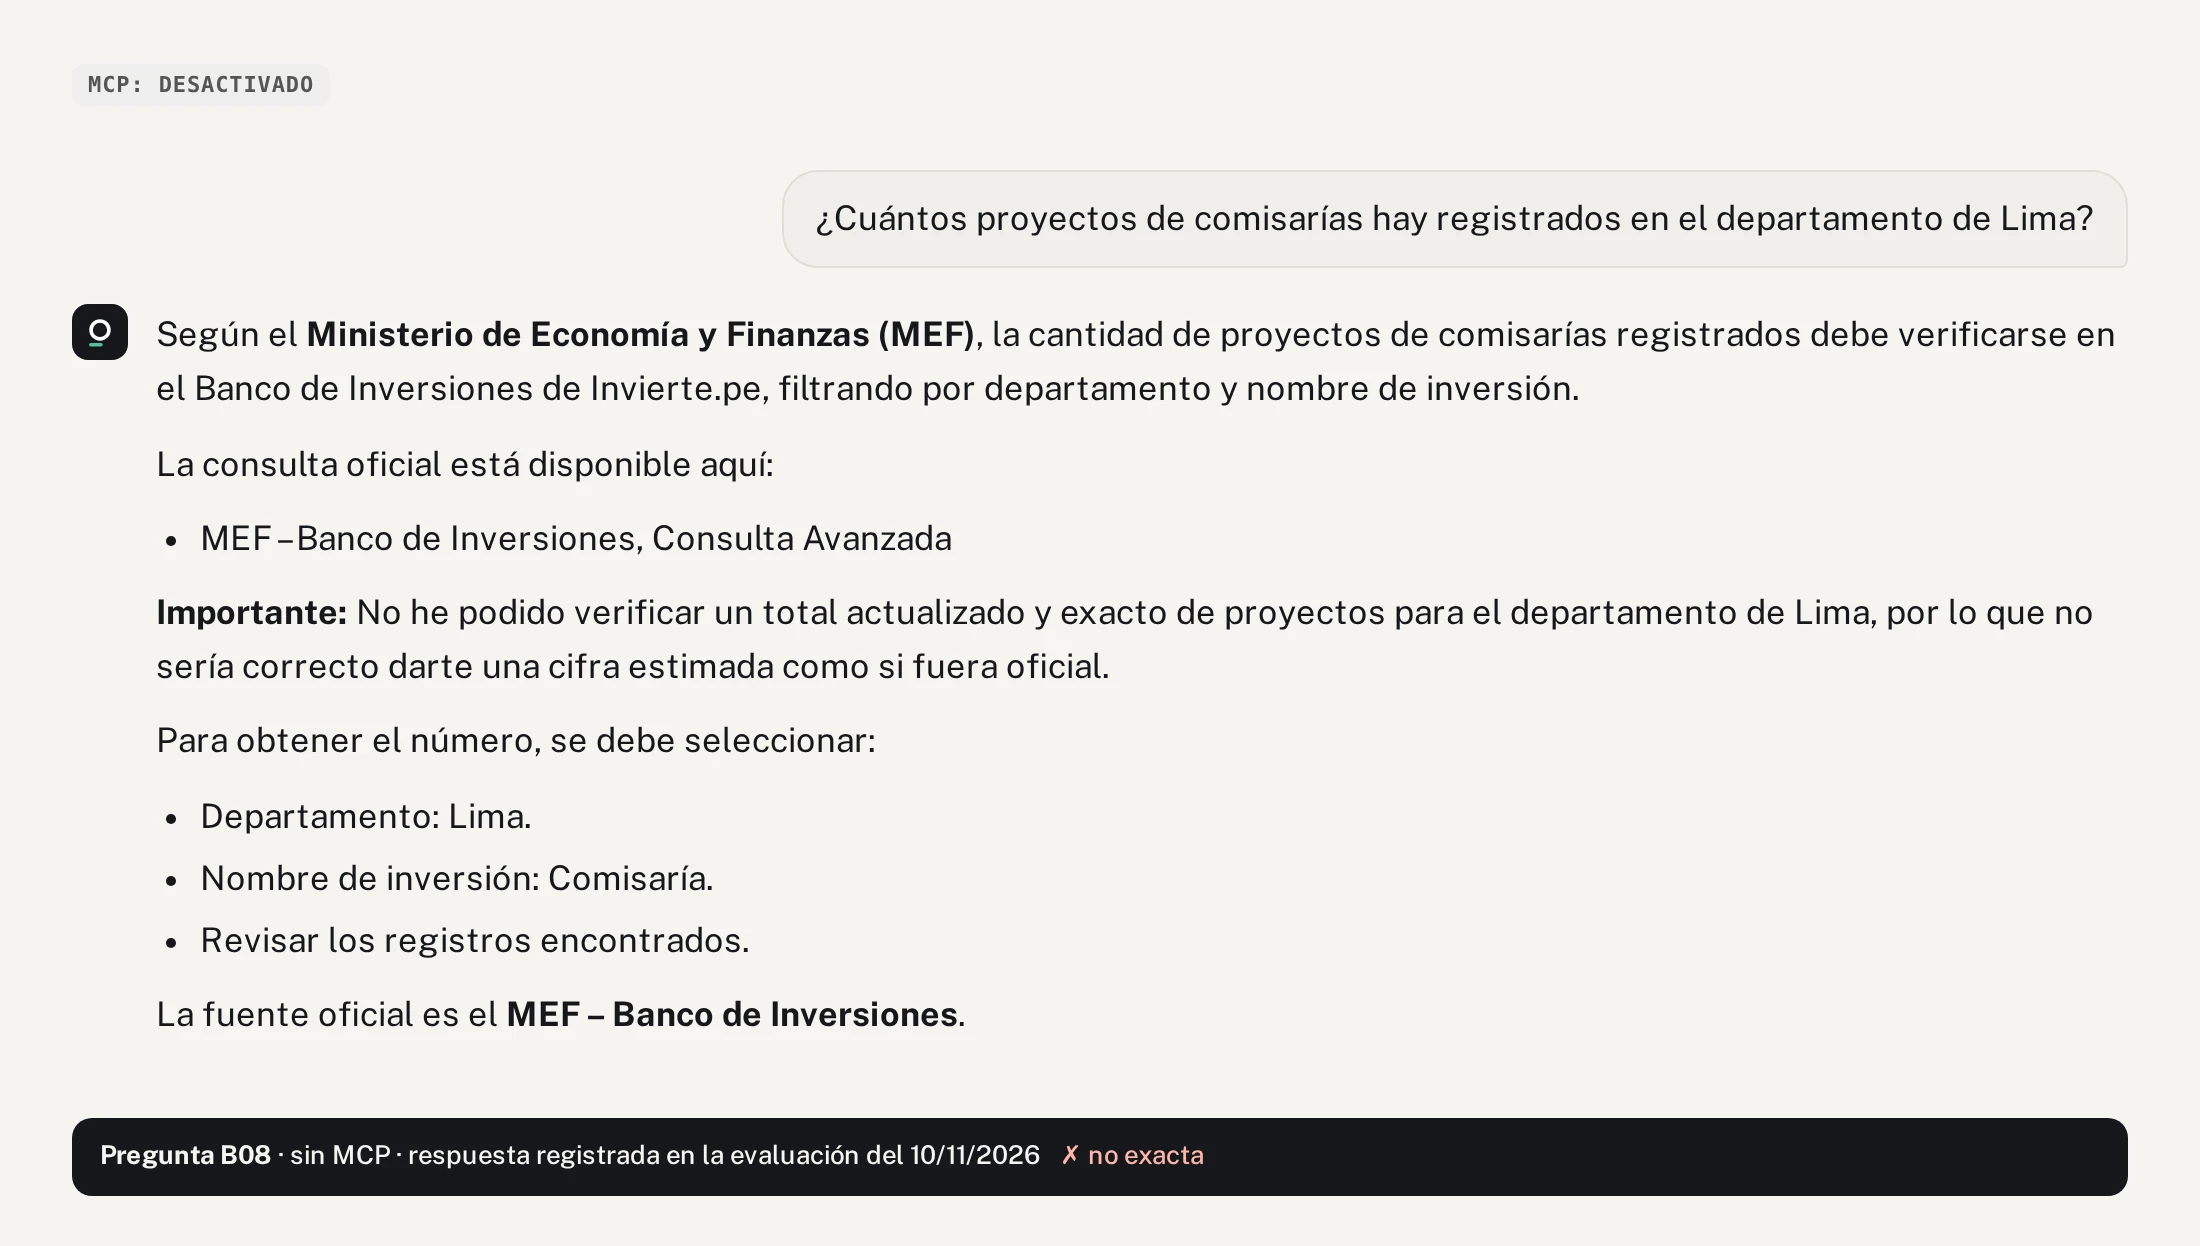 MCP: DESACTIVADO
¿Cuántos proyectos de comisarías hay registrados en el departamento de Lima?
Según el Ministerio de Economía y Finanzas (MEF), la cantidad de proyectos de comisarías registrados debe verificarse en
el Banco de Inversiones de Invierte.pe, filtrando por departamento y nombre de inversión.
La consulta oficial está disponible aquí:
• MEF – Banco de Inversiones, Consulta Avanzada
Importante: No he podido verificar un total actualizado y exacto de proyectos para el departamento de Lima, por lo que no
sería correcto darte una cifra estimada como si fuera oficial.
Para obtener el número, se debe seleccionar:
• Departamento: Lima.
• Nombre de inversión: Comisaría.
• Revisar los registros encontrados.
La fuente oficial es el MEF – Banco de Inversiones.
Pregunta B08 · sin MCP · respuesta registrada en la evaluación del 10/11/2026 ✗ no exacta